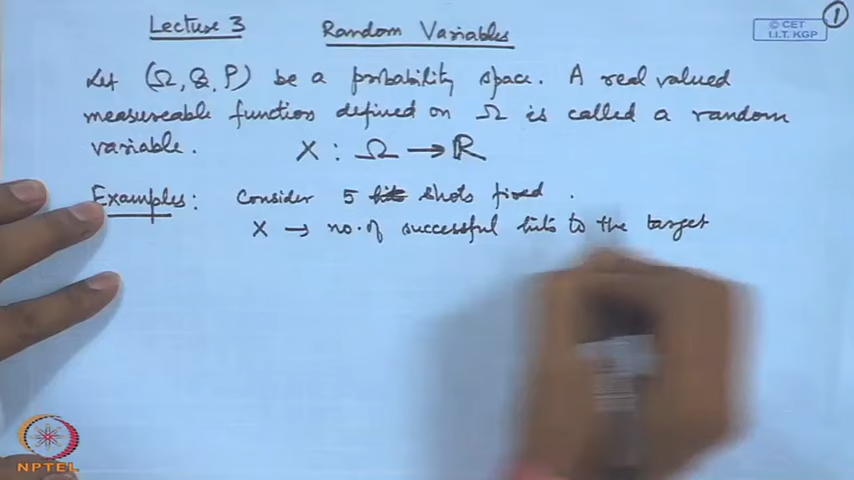 Lecture 3 Random Variables
1
© CET
I.I.T. KGP
Let (Ω, B, P) be a probability space. A real valued
measureable function defined on Ω is called a random
variable. X : Ω → ℝ
Examples: Consider 5 shots fired.
X → no. of successful hits to the target
NPTEL